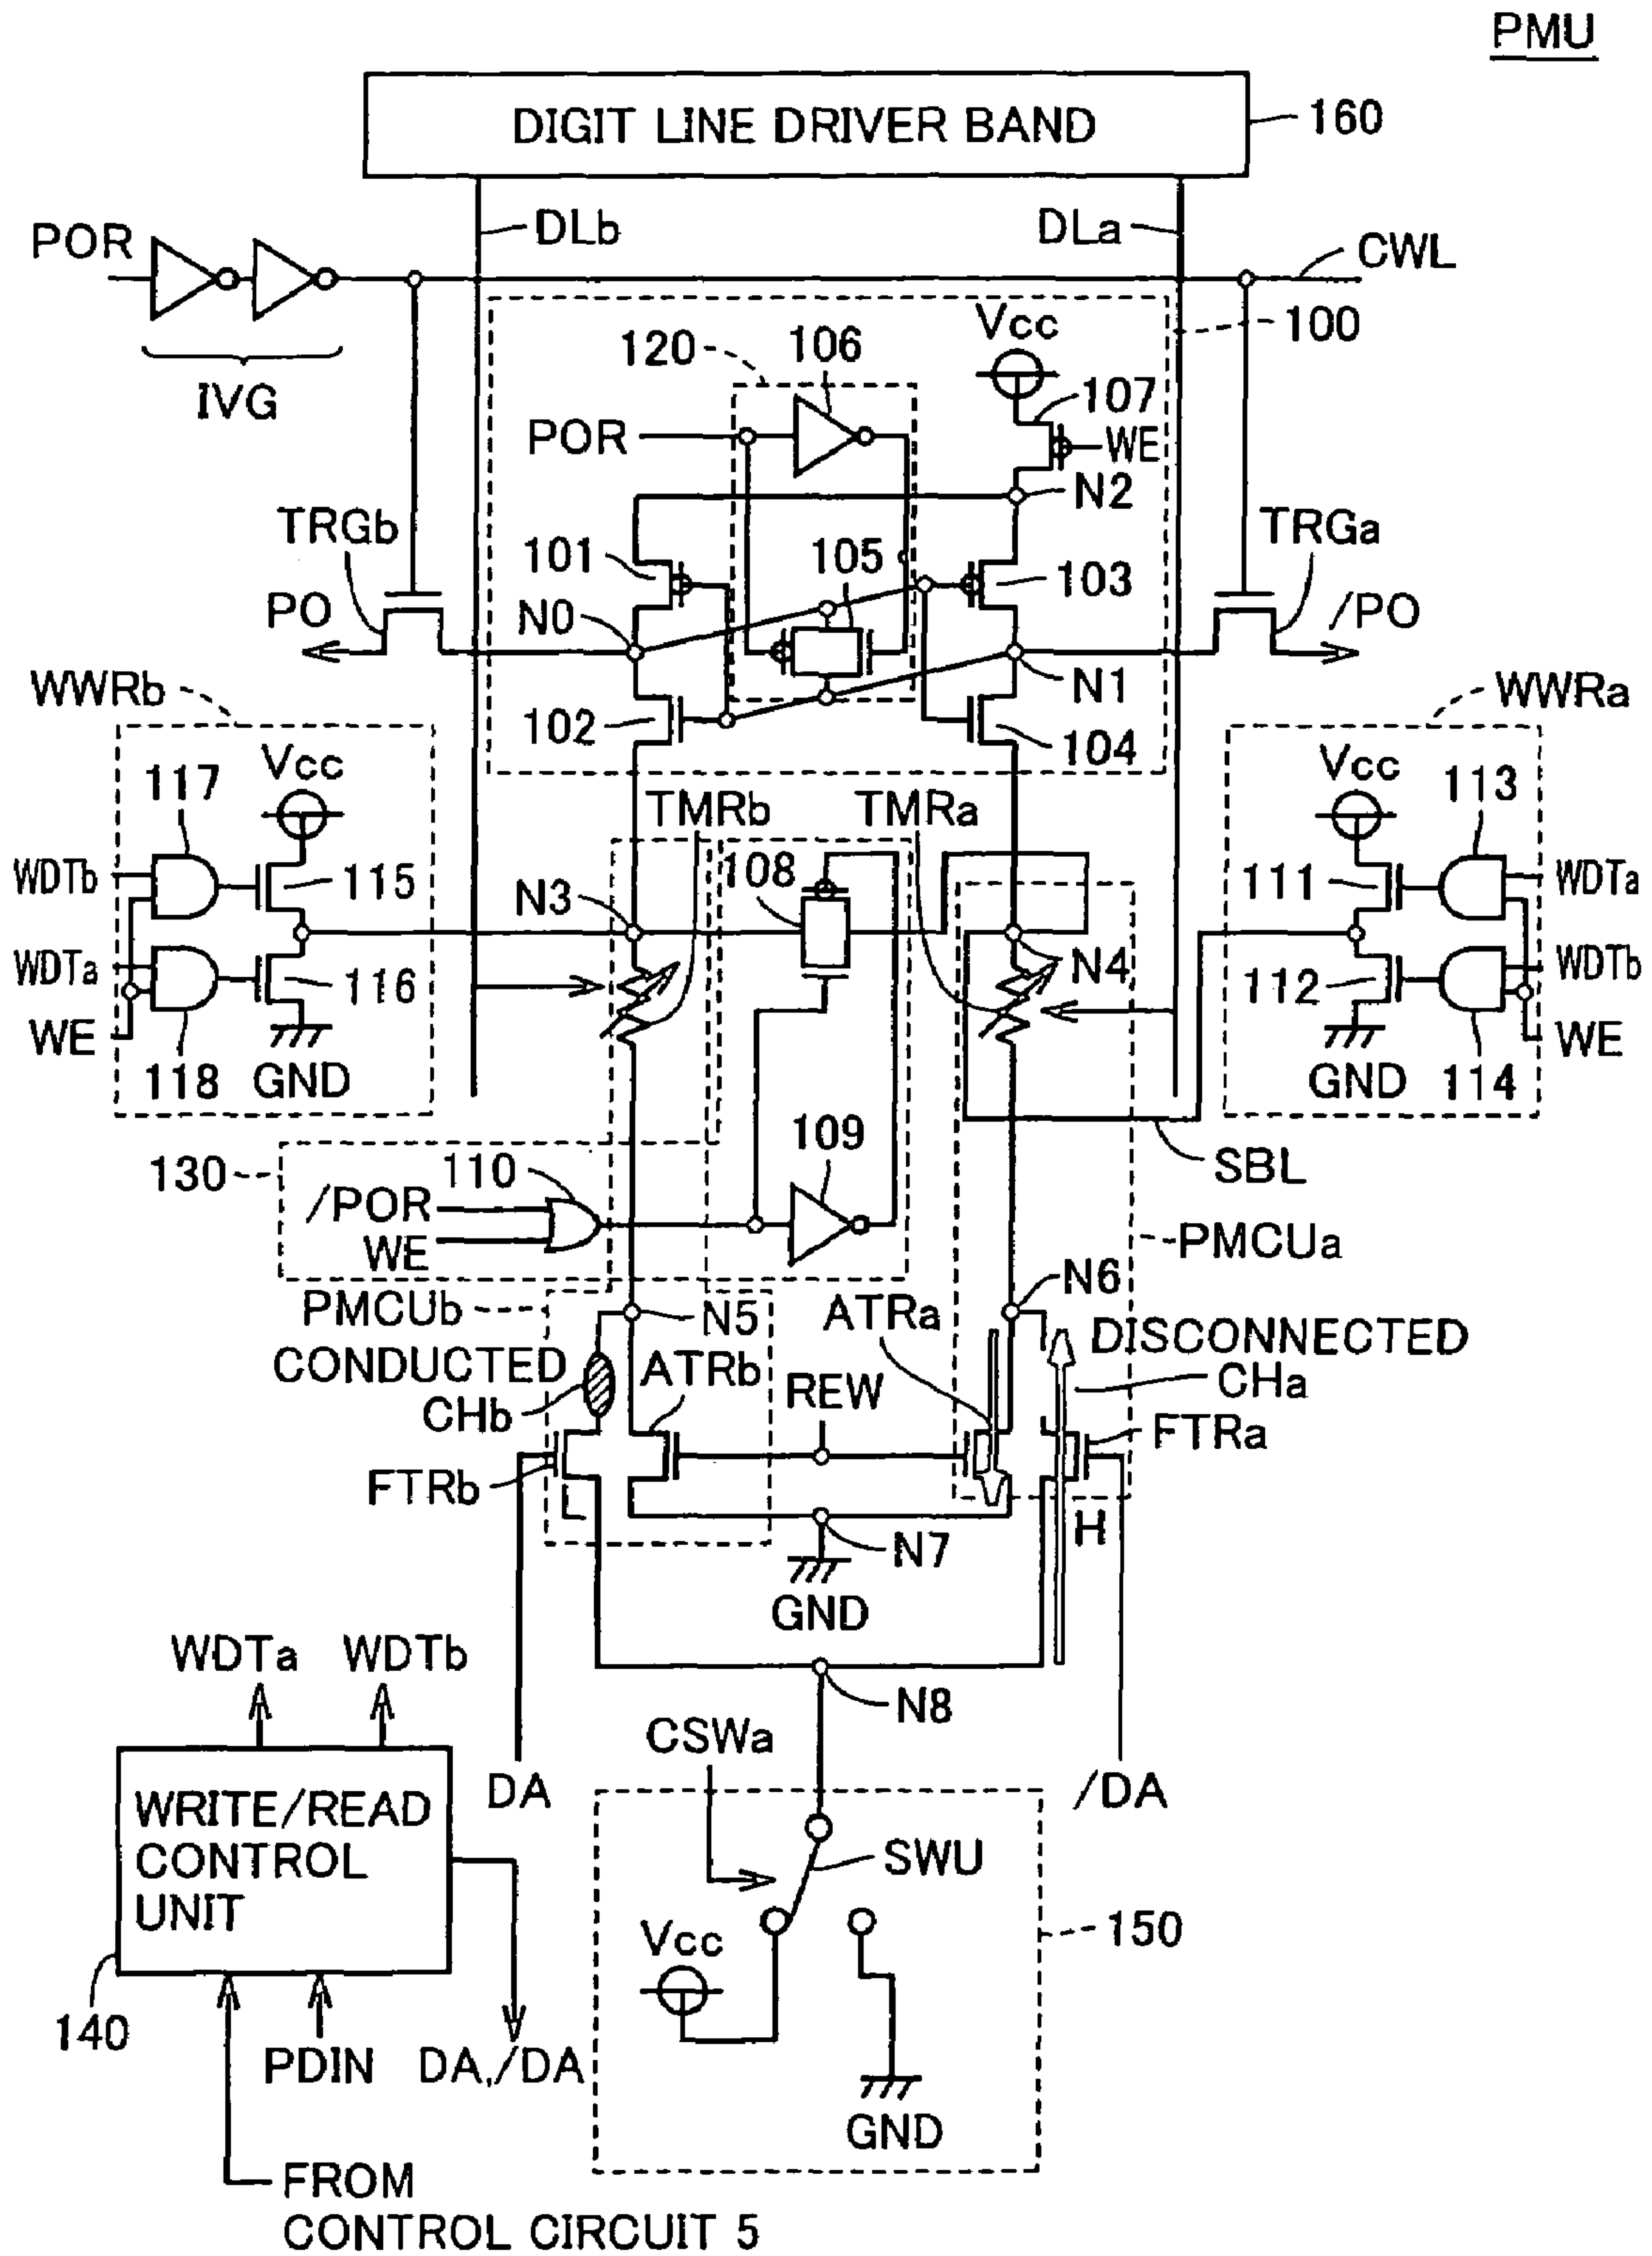 PMU
DIGIT LINE DRIVER BAND
160
DLb
DLa
POR
CWL
IVG
Vcc
100
120
106
107
POR
WE
N2
TRGb
TRGa
101
105
103
PO
N0
/PO
N1
WWRb
WWRa
102
104
117
Vcc
Vcc
113
TMRb
TMRa
WDTb
115
108
111
WDTa
N3
N4
WDTa
116
112
WDTb
WE
WE
118
GND
GND
114
109
130
110
SBL
/POR
WE
PMCUa
PMCUb
N5
ATRa
N6
CONDUCTED
DISCONNECTED
ATRb
REW
CHa
CHb
FTRa
FTRb
L
H
N7
GND
WDTa
WDTb
N8
CSWa
DA
/DA
WRITE/READ
CONTROL
UNIT
SWU
Vcc
150
140
PDIN
DA,/DA
GND
FROM
CONTROL CIRCUIT 5